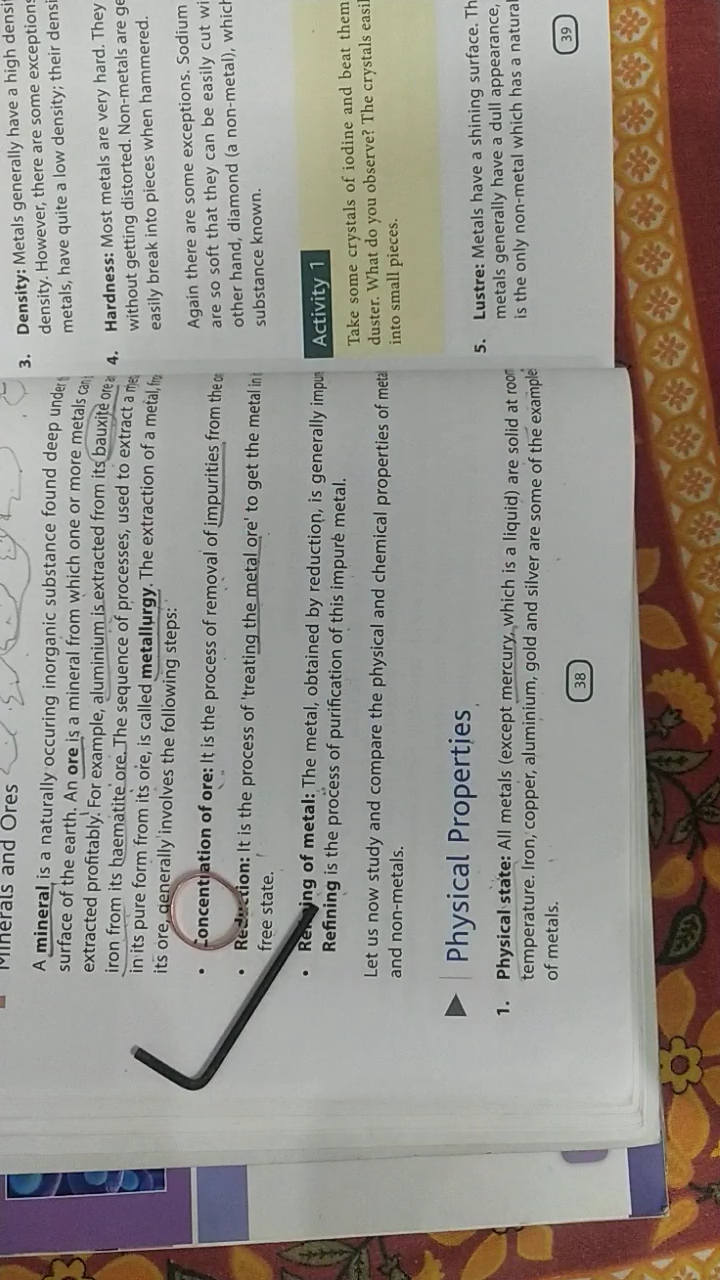 Minerals and Ores
A mineral is a naturally occuring inorganic substance found deep under
surface of the earth. An ore is a mineral from which one or more metals can
extracted profitably. For example, aluminium is extracted from its bauxite ore
iron from its haematite ore. The sequence of processes, used to extract a
in its pure form from its ore, is called metallurgy. The extraction of a metal,
its ore, generally involves the following steps:
• Concentration of ore: It is the process of removal of impurities from the
• Reduction: It is the process of 'treating the metal ore' to get the metal in
free state.
• Refining of metal: The metal, obtained by reduction, is generally
Refining is the process of purification of this impure metal.
Let us now study and compare the physical and chemical properties of
and non-metals.
Physical Properties
1. Physical state: All metals (except mercury, which is a liquid) are solid at
temperature. Iron, copper, aluminium, gold and silver are some of the
of metals.
38
3. Density: Metals generally have a high
density. However, there are some exceptions
metals, have quite a low density; their
4. Hardness: Most metals are very hard. They
without getting distorted. Non-metals are
easily break into pieces when hammered.
Again there are some exceptions. Sodium
are so soft that they can be easily cut
other hand, diamond (a non-metal), which
substance known.
Activity 1
Take some crystals of iodine and beat them
duster. What do you observe? The crystals
into small pieces.
5. Lustre: Metals have a shining surface.
metals generally have a dull appearance,
is the only non-metal which has a natural
39